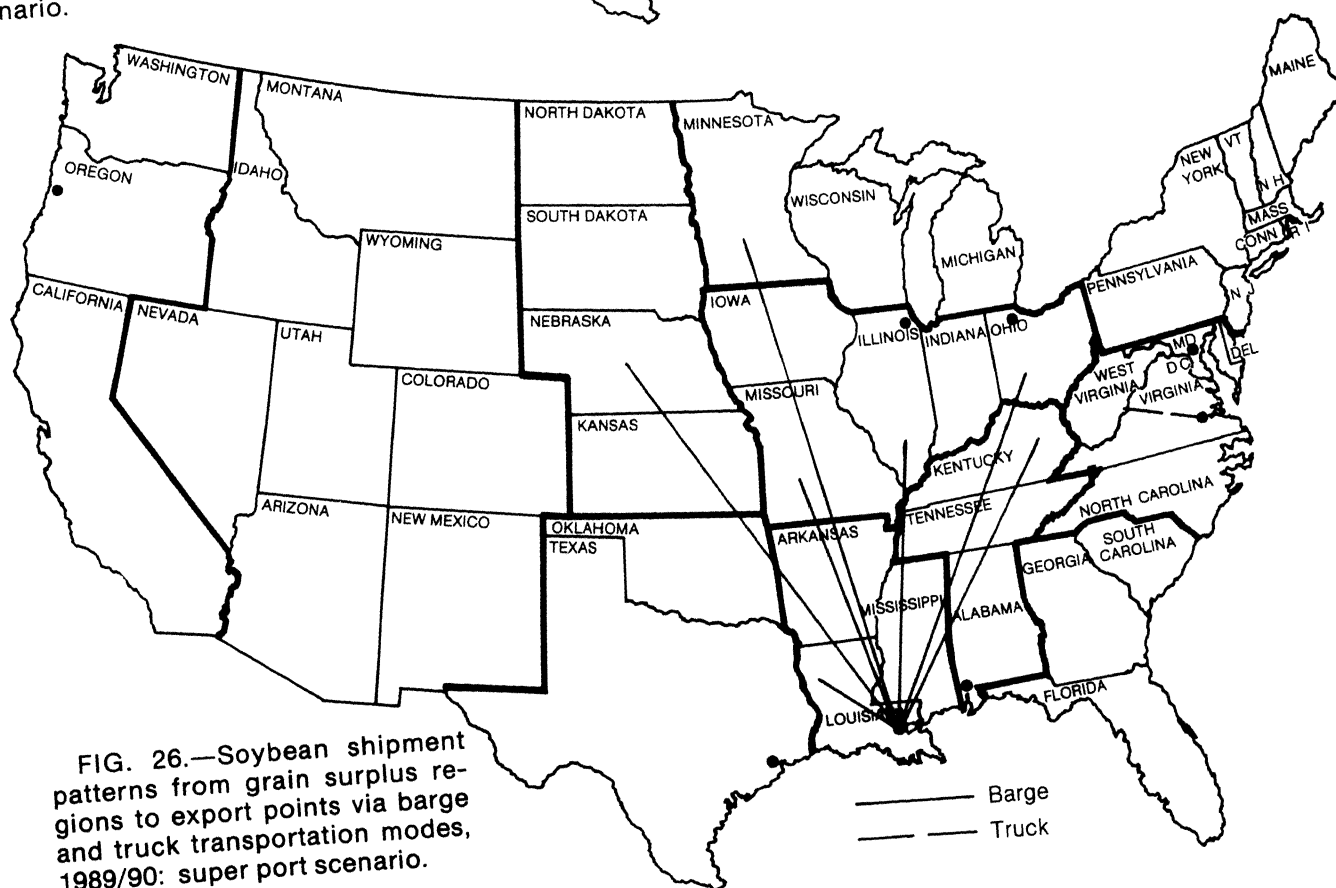 nario.
WASHINGTON
MONTANA
NORTH DAKOTA
MINNESOTA
MAINE
OREGON
IDAHO
SOUTH DAKOTA
WISCONSIN
NEW
YORK
VT
N H
MASS
CONN
R I
WYOMING
MICHIGAN
PENNSYLVANIA
CALIFORNIA
NEVADA
UTAH
NEBRASKA
IOWA
ILLINOIS
INDIANA
OHIO
N
MD
DEL
D C
WEST
VIRGINIA
VIRGINIA
COLORADO
KANSAS
MISSOURI
KENTUCKY
ARIZONA
NEW MEXICO
OKLAHOMA
TEXAS
ARKANSAS
TENNESSEE
NORTH CAROLINA
SOUTH
CAROLINA
GEORGIA
MISSISSIPPI
ALABAMA
LOUISIA
FLORIDA
FIG. 26.—Soybean shipment
patterns from grain surplus re-
gions to export points via barge
and truck transportation modes,
1989/90: super port scenario.
Barge
Truck